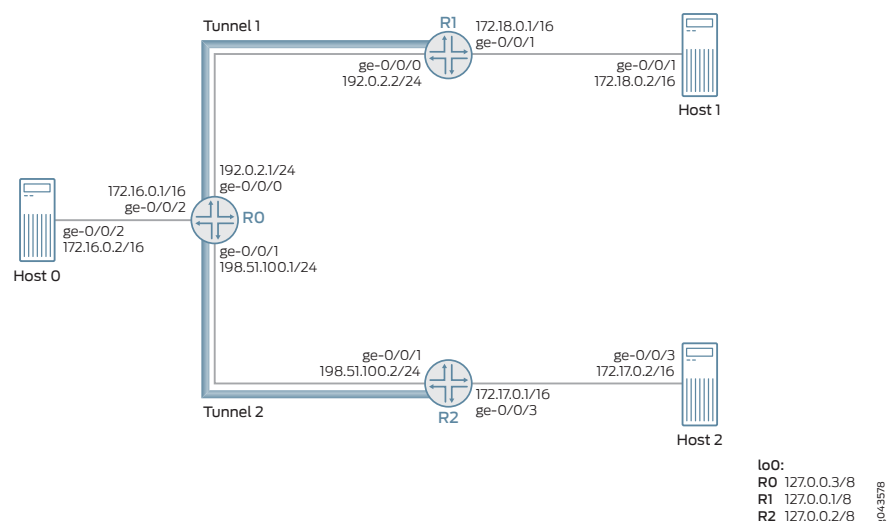 Tunnel 1
R1
172.18.0.1/16
ge-0/0/1
ge-0/0/0
192.0.2.2/24
ge-0/0/1
172.18.0.2/16
Host 1
192.0.2.1/24
ge-0/0/0
172.16.0.1/16
ge-0/0/2
R0
ge-0/0/2
172.16.0.2/16
Host 0
ge-0/0/1
198.51.100.1/24
ge-0/0/1
198.51.100.2/24
ge-0/0/3
172.17.0.2/16
172.17.0.1/16
ge-0/0/3
Tunnel 2
R2
Host 2
lo0:
R0 127.0.0.3/8
R1 127.0.0.1/8
R2 127.0.0.2/8